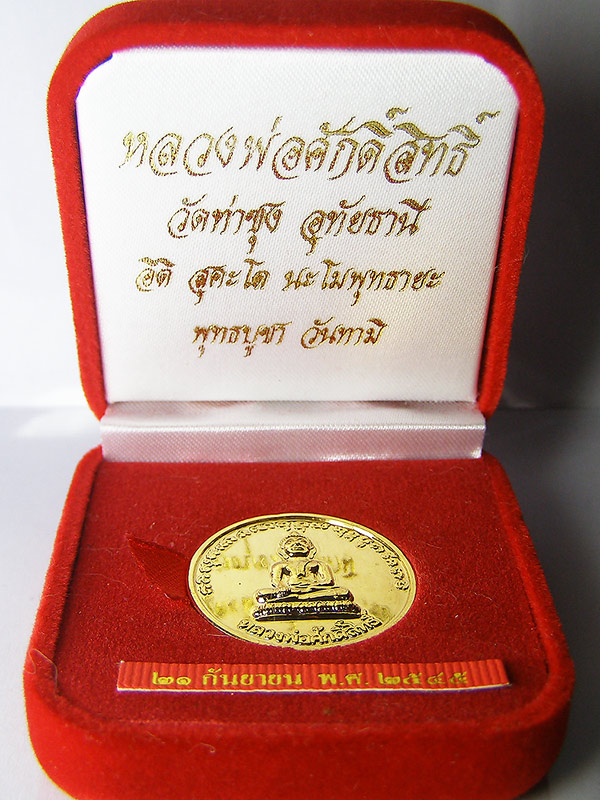 หลวงพ่อศักดิ์สิทธิ์
วัดท่าซุง อุทัยธานี
อิติ สุคะโต นะโมพุทธายะ
พุทธบูชา วันทามิ
หลวงพ่อศักดิ์สิทธิ์
๒๑ กันยายน พ.ศ. ๒๕๔๕